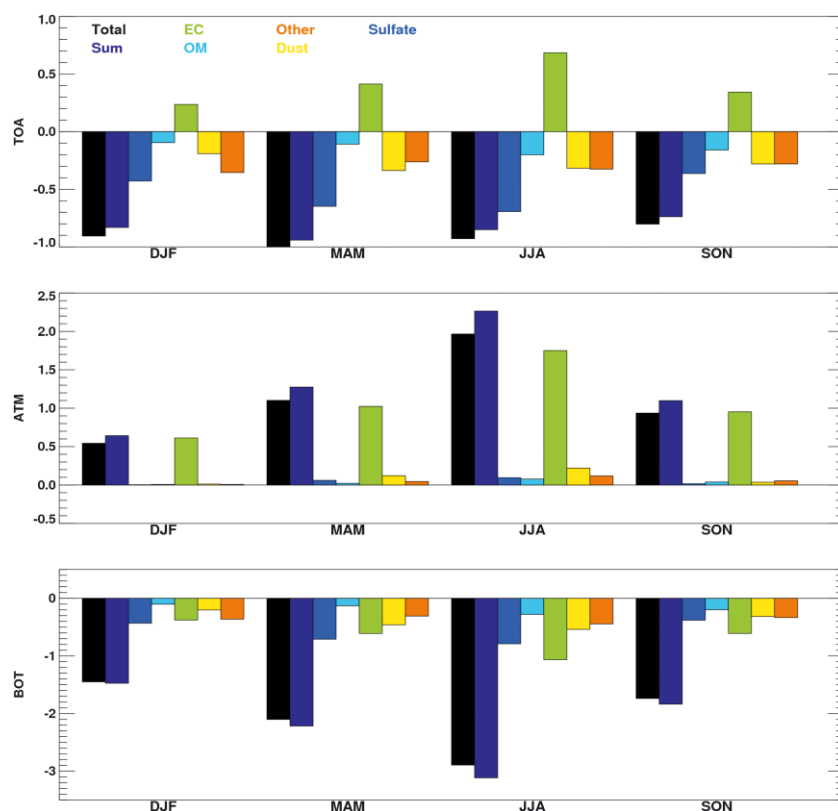 Total EC Other Sulfate
Sum OM Dust
1.0
0.5
0.0
-0.5
-1.0
TOA
DJF MAM JJA SON
2.5
2.0
1.5
1.0
0.5
0.0
-0.5
ATM
DJF MAM JJA SON
0
-1
-2
-3
BOT
DJF MAM JJA SON